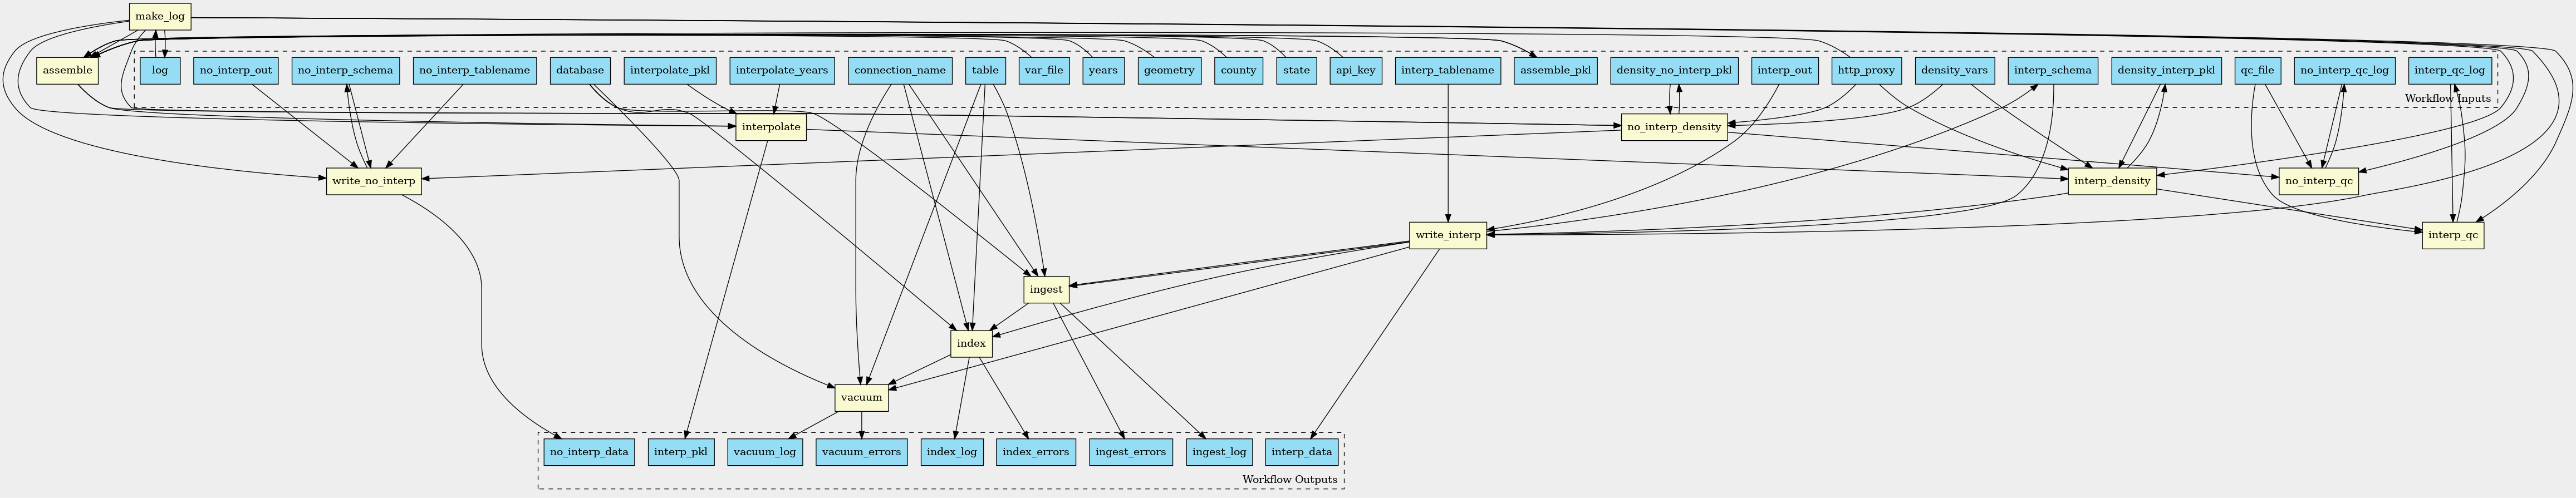 make_log
assemble
log
no_interp_out
no_interp_schema
no_interp_tablename
database
interpolate_pkl
interpolate_years
connection_name
table
var_file
years
geometry
county
state
api_key
interp_tablename
assemble_pkl
density_no_interp_pkl
interp_out
http_proxy
density_vars
interp_schema
density_interp_pkl
qc_file
no_interp_qc_log
interp_qc_log
Workflow Inputs
interpolate
no_interp_density
write_no_interp
interp_density
no_interp_qc
write_interp
interp_qc
ingest
index
vacuum
no_interp_data
interp_pkl
vacuum_log
vacuum_errors
index_log
index_errors
ingest_errors
ingest_log
interp_data
Workflow Outputs